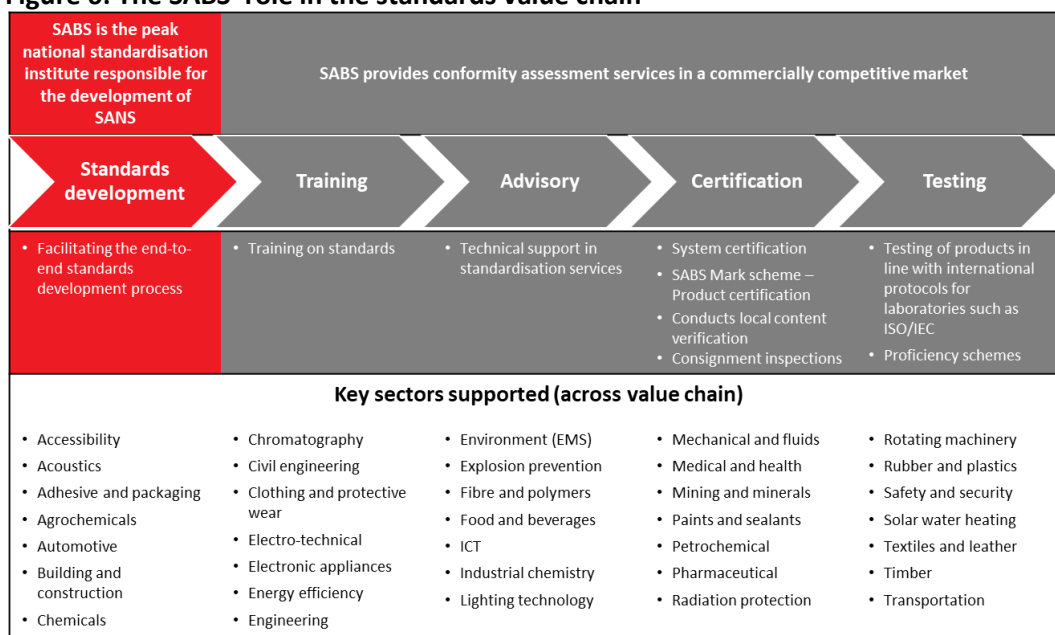 Figure 6: The SABS' role in the standards value chain
SABS is the peak
national standardisation
institute responsible for
the development of
SANS
SABS provides conformity assessment services in a commercially competitive market
Standards
development
Training
Advisory
Certification
Testing
• Facilitating the end-to-
end standards
development process
• Training on standards
• Technical support in
standardisation services
• System certification
• SABS Mark scheme –
Product certification
• Conducts local content
verification
• Consignment inspections
• Testing of products in
line with international
protocols for
laboratories such as
ISO/IEC
• Proficiency schemes
Key sectors supported (across value chain)
• Accessibility
• Acoustics
• Adhesive and packaging
• Agrochemicals
• Automotive
• Building and
construction
• Chemicals
• Chromatography
• Civil engineering
• Clothing and protective
wear
• Electro-technical
• Electronic appliances
• Energy efficiency
• Engineering
• Environment (EMS)
• Explosion prevention
• Fibre and polymers
• Food and beverages
• ICT
• Industrial chemistry
• Lighting technology
• Mechanical and fluids
• Medical and health
• Mining and minerals
• Paints and sealants
• Petrochemical
• Pharmaceutical
• Radiation protection
• Rotating machinery
• Rubber and plastics
• Safety and security
• Solar water heating
• Textiles and leather
• Timber
• Transportation